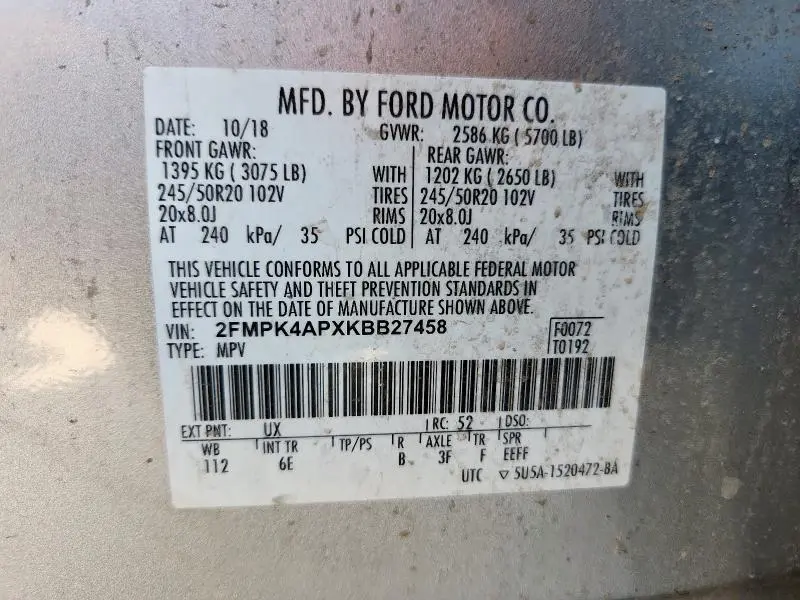 MFD. BY FORD MOTOR CO.
DATE: 10/18 GVWR: 2586 KG ( 5700 LB)
FRONT GAWR: REAR GAWR:
1395 KG ( 3075 LB) WITH 1202 KG ( 2650 LB) WITH
245/50R20 102V TIRES 245/50R20 102V TIRES
20x8.0J RIMS 20x8.0J RIMS
AT 240 kPa/ 35 PSI COLD AT 240 kPa/ 35 PSI COLD
THIS VEHICLE CONFORMS TO ALL APPLICABLE FEDERAL MOTOR
VEHICLE SAFETY AND THEFT PREVENTION STANDARDS IN
EFFECT ON THE DATE OF MANUFACTURE SHOWN ABOVE.
VIN: 2FMPK4APXKBB27458 F0072
TYPE: MPV T0192
EXT PNT: UX RC: 52 DSO:
WB INT TR TP/PS R AXLE TR SPR
112 6E B 3F F EEFF
UTC ▽ 5U5A-1520472-BA